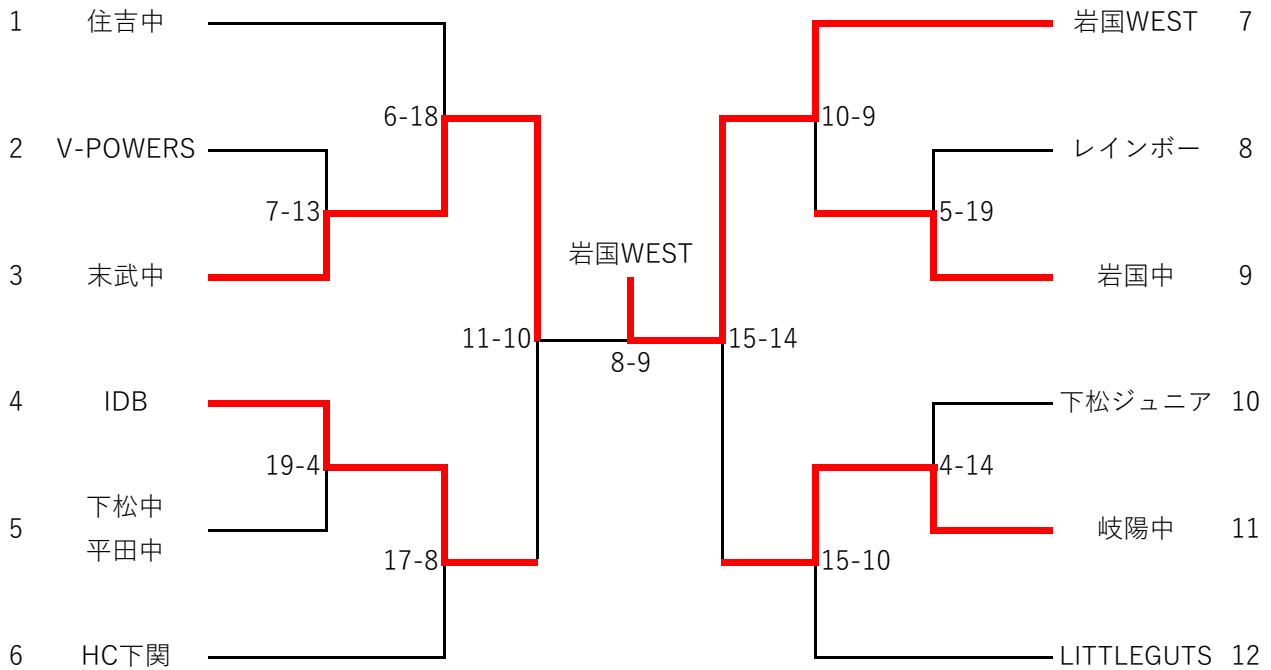 1 住吉中
6-18
2 V-POWERS
7-13
3 末武中
11-10
4 IDB
19-4
5 下松中
平田中
17-8
6 HC下関
岩国WEST
8-9
岩国WEST 7
10-9
レインボー 8
5-19
岩国中 9
15-14
下松ジュニア 10
4-14
岐陽中 11
15-10
LITTLEGUTS 12